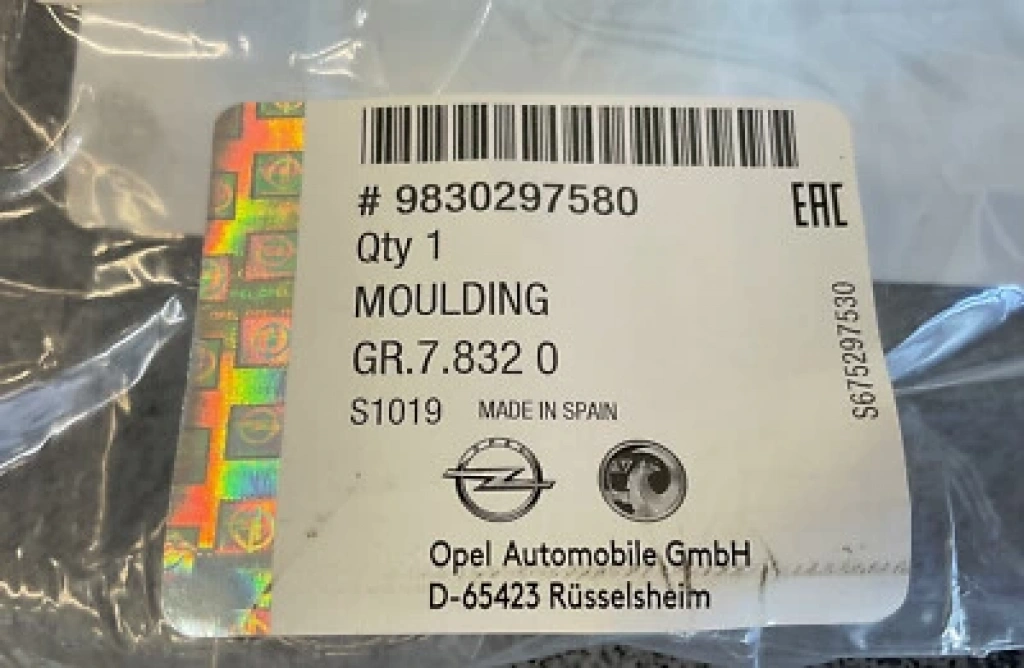 # 9830297580
EAC
Qty 1
MOULDING
GR.7.832 0
S1019 MADE IN SPAIN
S675297530
Opel Automobile GmbH
D-65423 Rüsselsheim